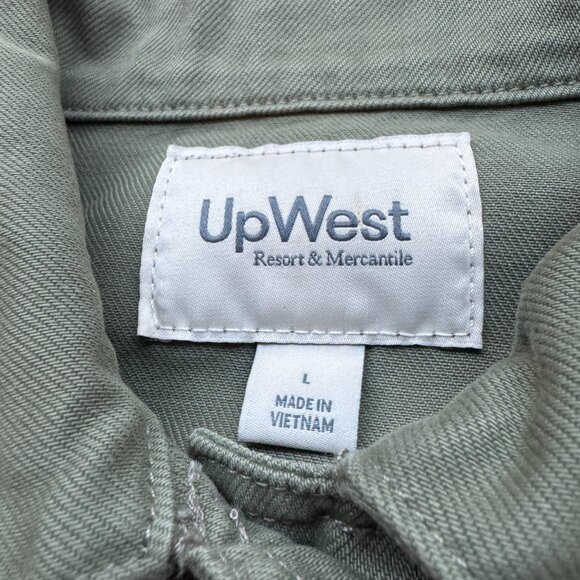 UpWest
Resort & Mercantile
L
MADE IN
VIETNAM